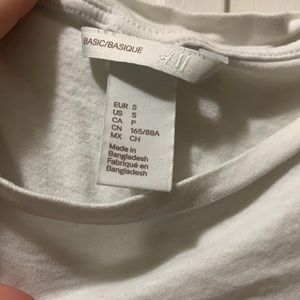 BASIC/BASIQUE H&M
EUR S
US S
CA P
CN 165/88A
MX CH
Made in
Bangladesh
Fabriqué en
Bangladesh